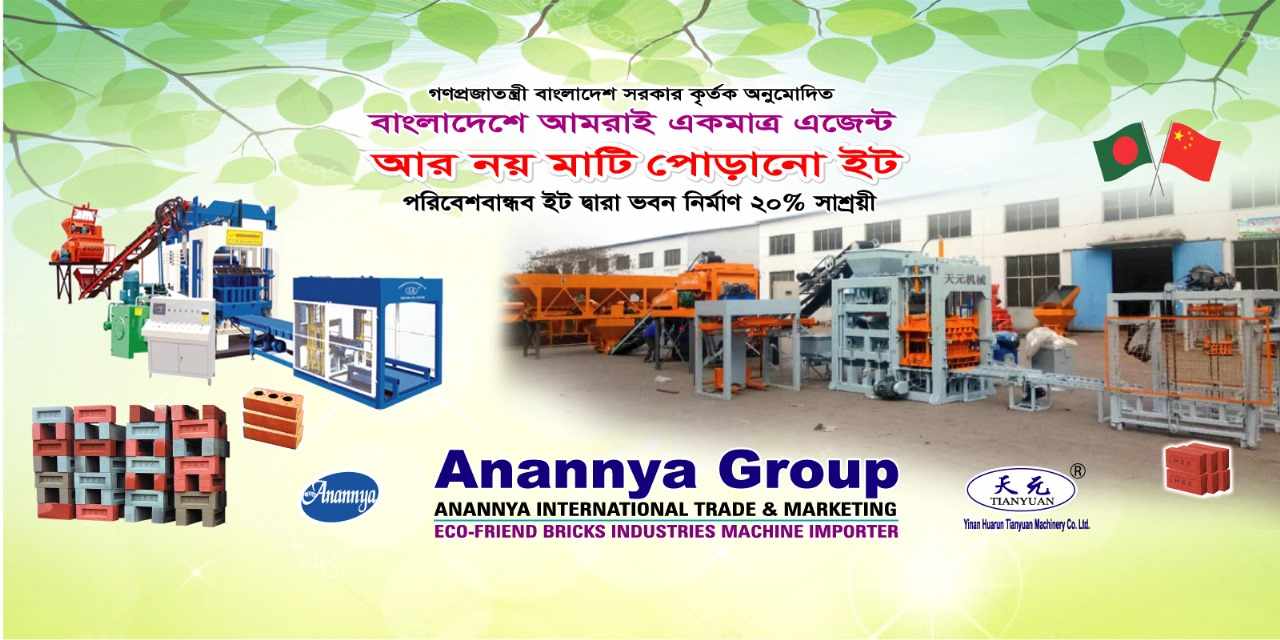 গণপ্রজাতন্ত্রী বাংলাদেশ সরকার কৃর্তক অনুমোদিত
বাংলাদেশে আমরাই একমাত্র এজেন্ট
আর নয় মাটি পোড়ানো ইট
পরিবেশবান্ধব ইট দ্বারা ভবন নির্মাণ ২০% সাশ্রয়ী
天元机械
Anannya
Anannya Group
ANANNYA INTERNATIONAL TRADE & MARKETING
ECO-FRIEND BRICKS INDUSTRIES MACHINE IMPORTER
天元 ®
TIANYUAN
Yinan Huarun Tianyuan Machinery Co. Ltd.